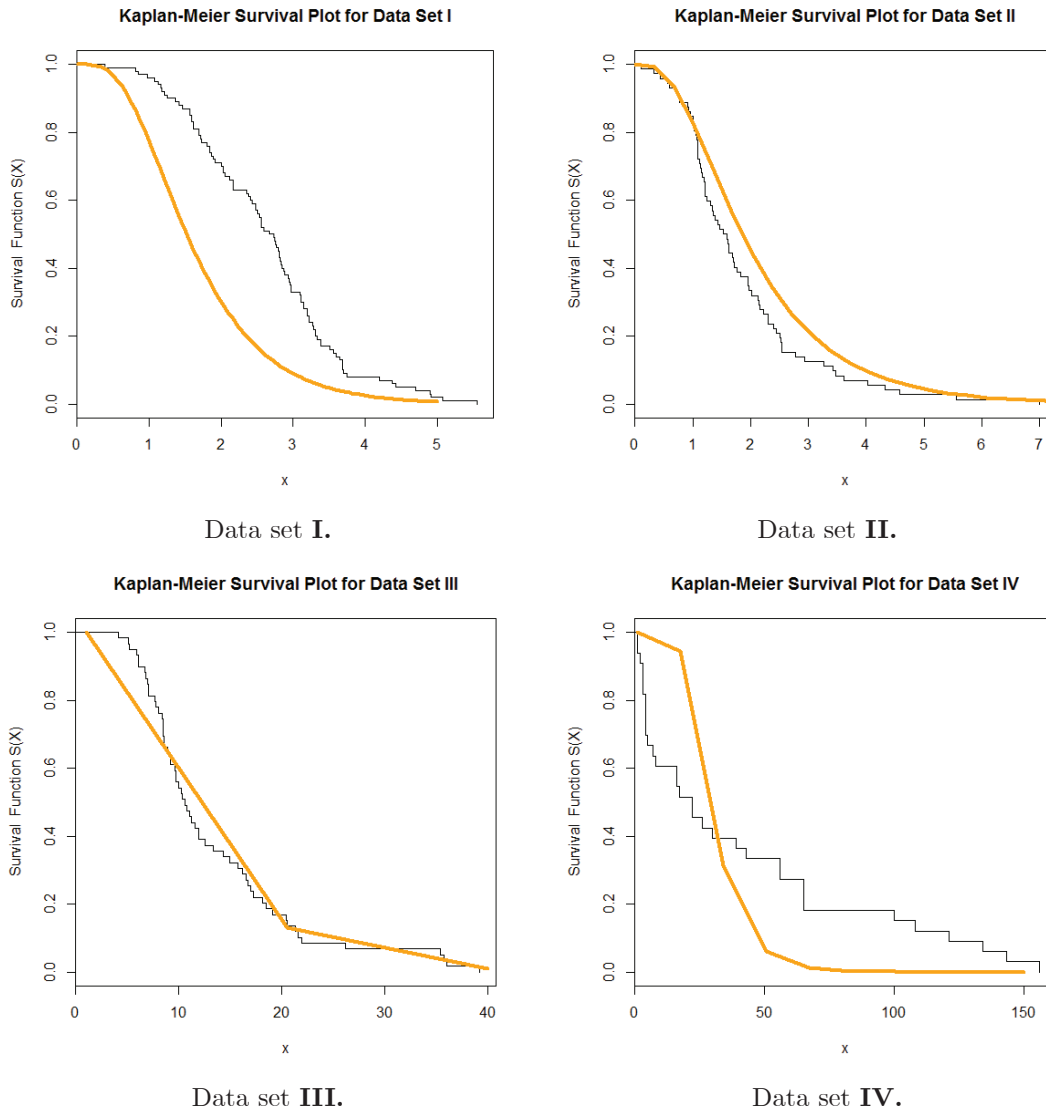 Kaplan-Meier Survival Plot for Data Set I
Survival Function S(X)
1.0
0.8
0.6
0.4
0.2
0.0
0 1 2 3 4 5
x
Data set I.
Kaplan-Meier Survival Plot for Data Set II
Survival Function S(X)
1.0
0.8
0.6
0.4
0.2
0.0
0 1 2 3 4 5 6 7
x
Data set II.
Kaplan-Meier Survival Plot for Data Set III
Survival Function S(X)
1.0
0.8
0.6
0.4
0.2
0.0
0 10 20 30 40
x
Data set III.
Kaplan-Meier Survival Plot for Data Set IV
Survival Function S(X)
1.0
0.8
0.6
0.4
0.2
0.0
0 50 100 150
x
Data set IV.